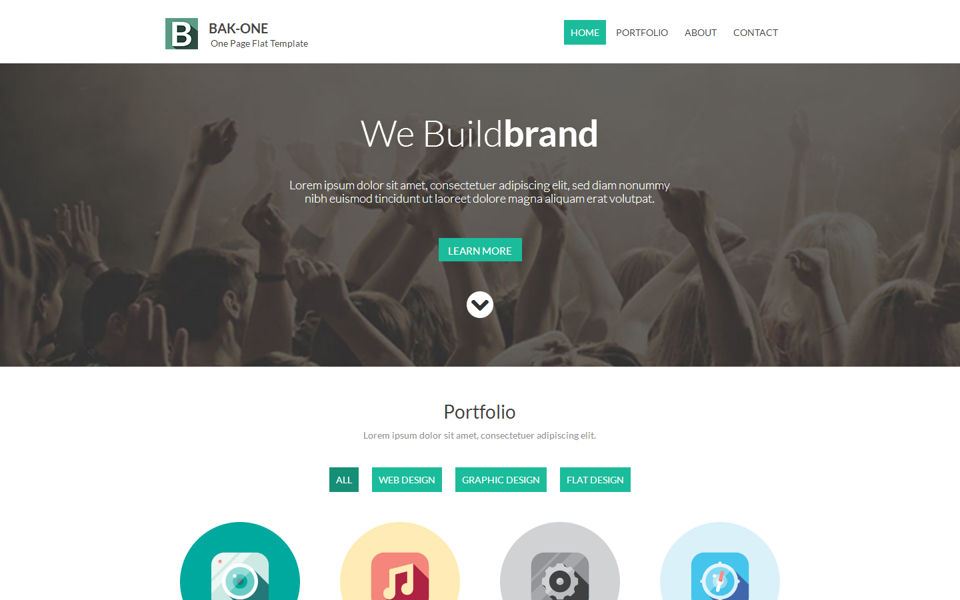 B
BAK-ONE
One Page Flat Template
HOME PORTFOLIO ABOUT CONTACT
We Buildbrand
Lorem ipsum dolor sit amet, consectetuer adipiscing elit, sed diam nonummy
nibh euismod tincidunt ut laoreet dolore magna aliquam erat volutpat.
LEARN MORE
Portfolio
Lorem ipsum dolor sit amet, consectetuer adipiscing elit.
ALL WEB DESIGN GRAPHIC DESIGN FLAT DESIGN